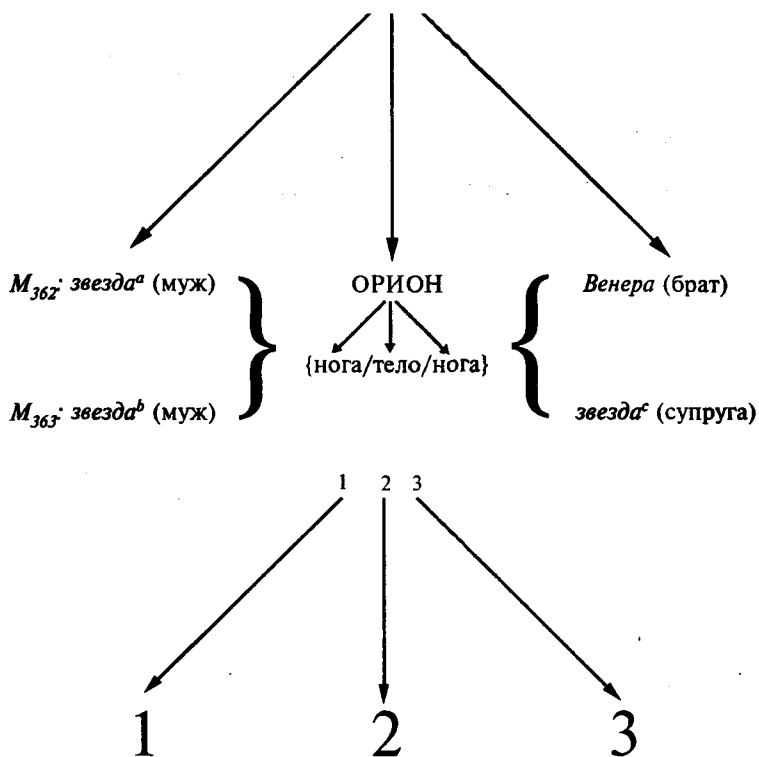 M362: звездаa (муж) ОРИОН Венера (брат)
{нога/тело/нога}
M363: звездаb (муж) звездаc (супруга)
1 2 3
1 2 3